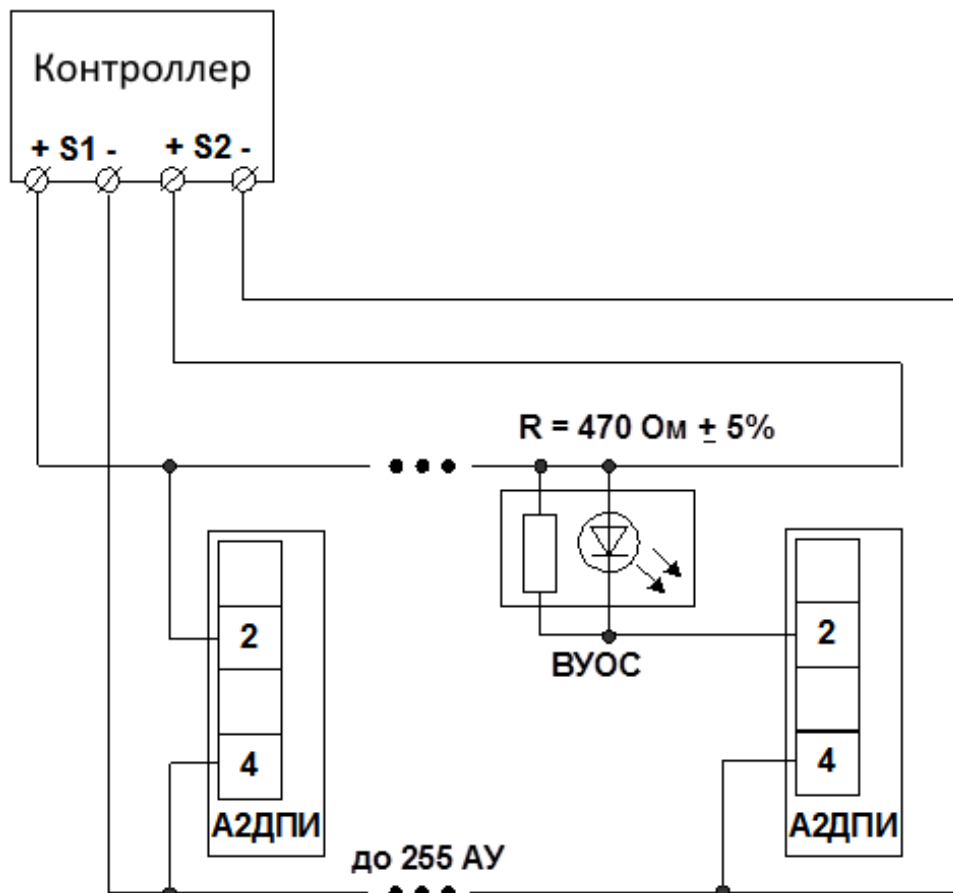 Контроллер
+ S1 - + S2 -
R = 470 Ом ± 5%
2
2
ВУОС
4
4
А2ДПИ
А2ДПИ
до 255 АУ